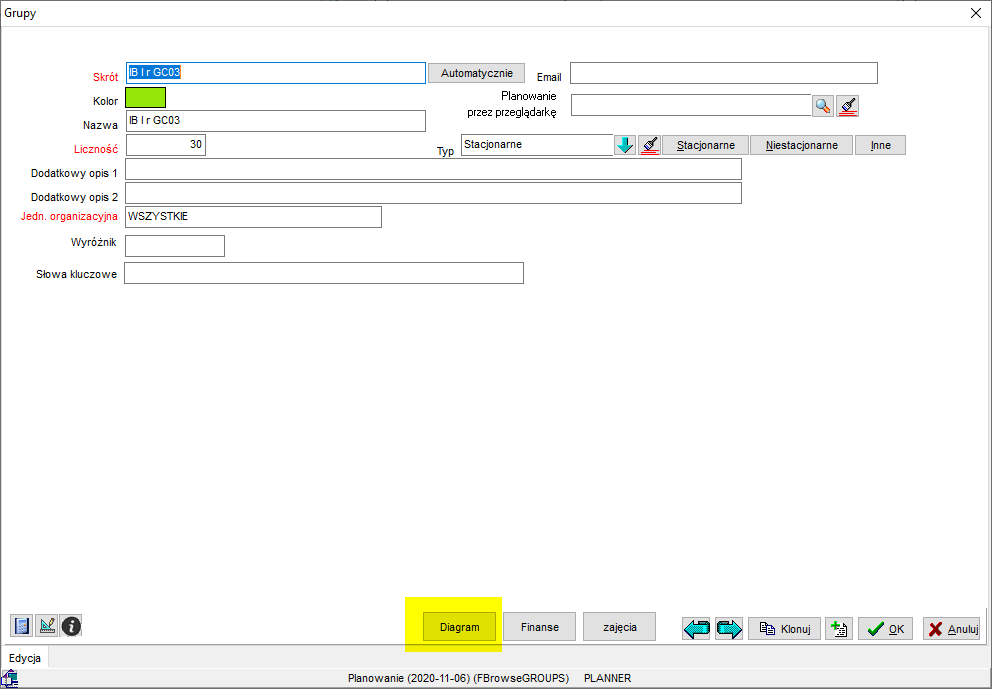 Grupy
Skrót IB I r GC03 Automatycznie Email
Kolor Planowanie
przez przeglądarkę
Nazwa IB I r GC03
Liczność 30 Typ Stacjonarne Stacjonarne Niestacjonarne Inne
Dodatkowy opis 1
Dodatkowy opis 2
Jedn. organizacyjna WSZYSTKIE
Wyróżnik
Słowa kluczowe
Diagram Finanse zajęcia Klonuj OK Anuluj
Edycja
Planowanie (2020-11-06) (FBrowseGROUPS) PLANNER